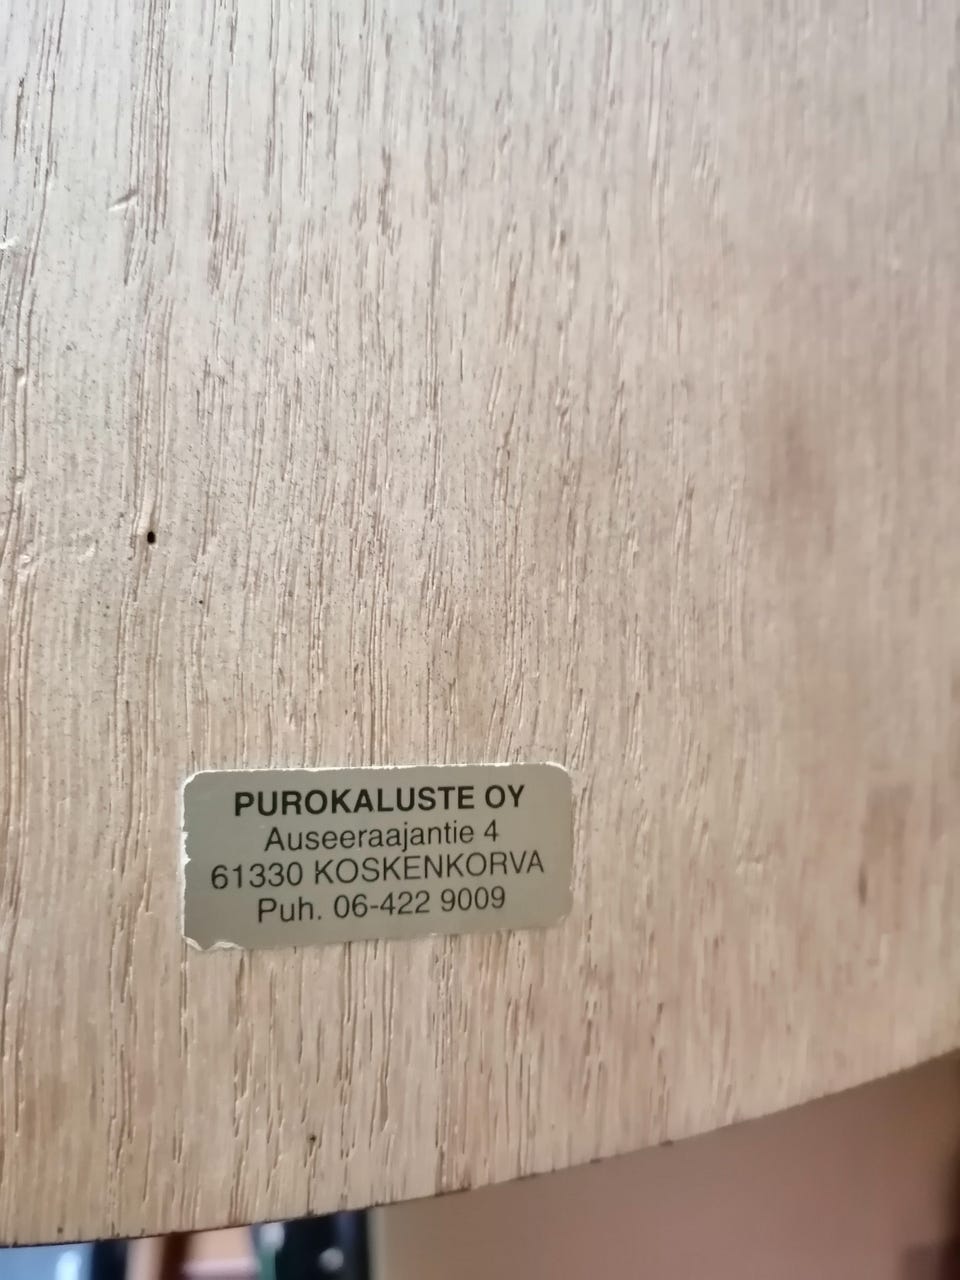 PUROKALUSTE OY
Auseeraajantie 4
61330 KOSKENKORVA
Puh. 06-422 9009